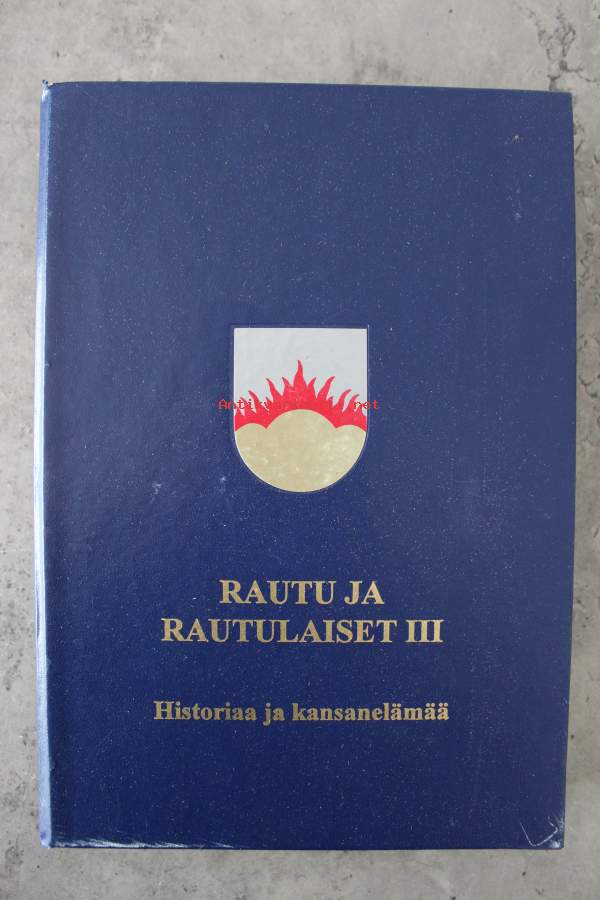 RAUTU JA
RAUTULAISET III
Historiaa ja kansanelämää